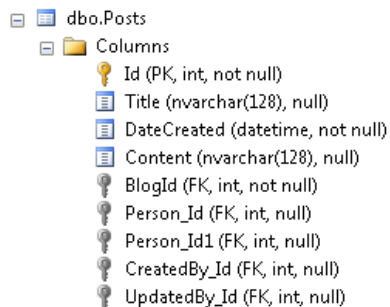 dbo.Posts
Columns
Id (PK, int, not null)
Title (nvarchar(128), null)
DateCreated (datetime, not null)
Content (nvarchar(128), null)
BlogId (FK, int, not null)
Person_Id (FK, int, null)
Person_Id1 (FK, int, null)
CreatedBy_Id (FK, int, null)
UpdatedBy_Id (FK, int, null)